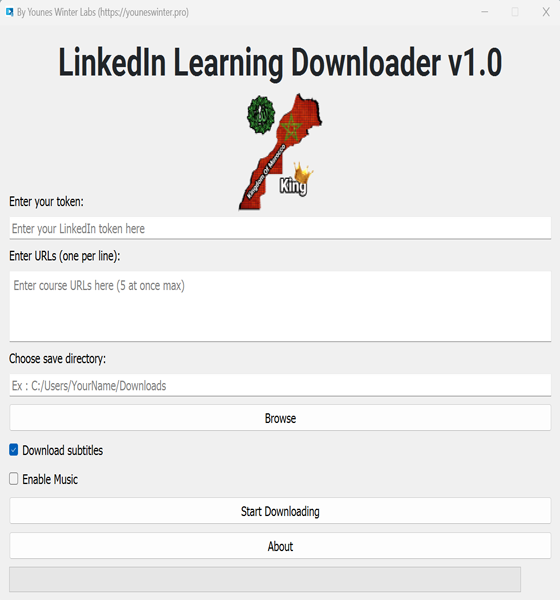 By Younes Winter Labs (https://youneswinter.pro)
LinkedIn Learning Downloader v1.0
Kingdom Of Morocco
King
Enter your token:
Enter your LinkedIn token here
Enter URLs (one per line):
Enter course URLs here (5 at once max)
Choose save directory:
Ex : C:/Users/YourName/Downloads
Browse
Download subtitles
Enable Music
Start Downloading
About